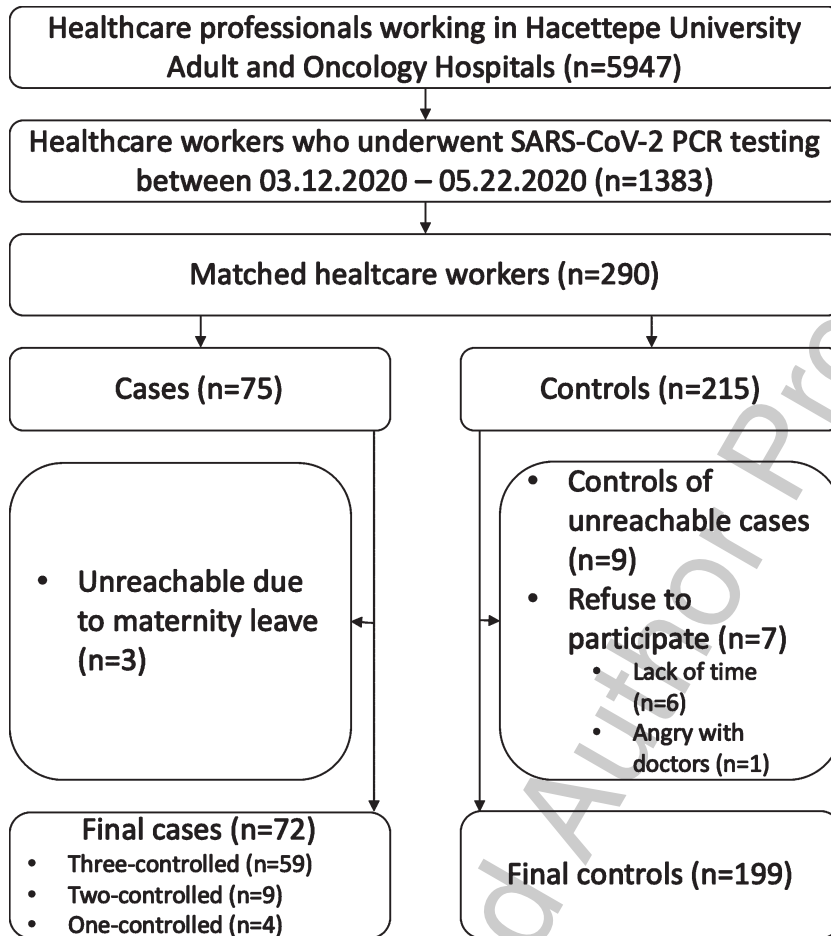 Healthcare professionals working in Hacettepe University
Adult and Oncology Hospitals (n=5947)
Healthcare workers who underwent SARS-CoV-2 PCR testing
between 03.12.2020 – 05.22.2020 (n=1383)
Matched healtcare workers (n=290)
Cases (n=75)
Controls (n=215)
• Unreachable due
to maternity leave
(n=3)
• Controls of
unreachable cases
(n=9)
• Refuse to
participate (n=7)
• Lack of time
(n=6)
• Angry with
doctors (n=1)
Final cases (n=72)
• Three-controlled (n=59)
• Two-controlled (n=9)
• One-controlled (n=4)
Final controls (n=199)
Author